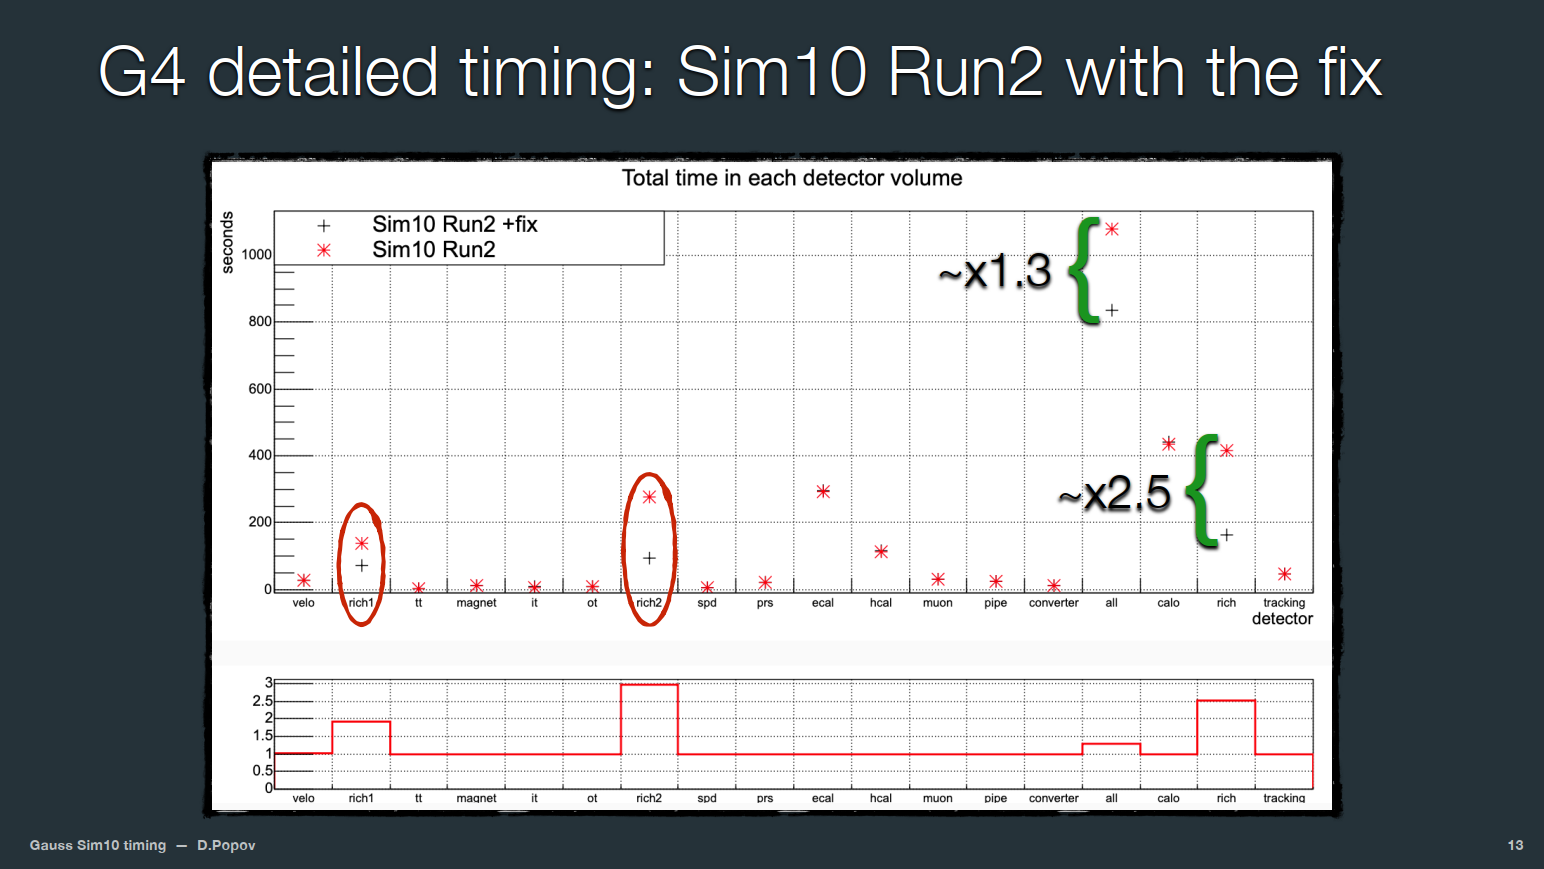 G4 detailed timing: Sim10 Run2 with the fix
Total time in each detector volume
seconds
Sim10 Run2 +fix
Sim10 Run2
1000
800
600
400
200
0
~x1.3
{
~x2.5
{
velo rich1 tt magnet it ot rich2 spd prs ecal hcal muon pipe converter all calo rich tracking
detector
3
2.5
2
1.5
1
0.5
0
velo rich1 tt magnet it ot rich2 spd prs ecal hcal muon pipe converter all calo rich tracking
Gauss Sim10 timing — D.Popov
13